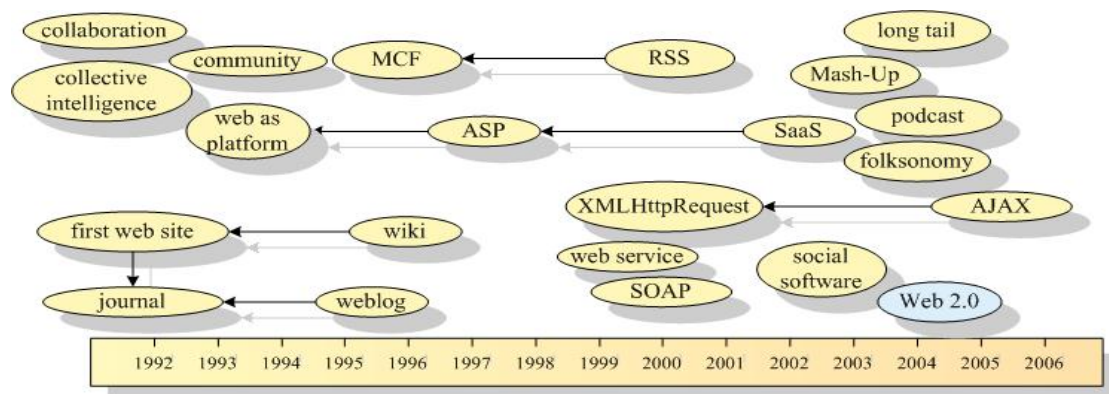 collaboration
long tail
community
MCF
RSS
Mash-Up
collective
intelligence
podcast
web as
platform
ASP
SaaS
folksonomy
XMLHttpRequest
AJAX
first web site
wiki
web service
social
software
SOAP
journal
weblog
Web 2.0
1992 1993 1994 1995 1996 1997 1998 1999 2000 2001 2002 2003 2004 2005 2006